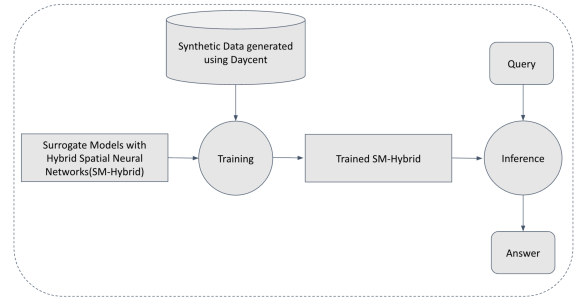 Synthetic Data generated
using Daycent
Query
Surrogate Models with
Hybrid Spatial Neural
Networks(SM-Hybrid)
Training
Trained SM-Hybrid
Inference
Answer